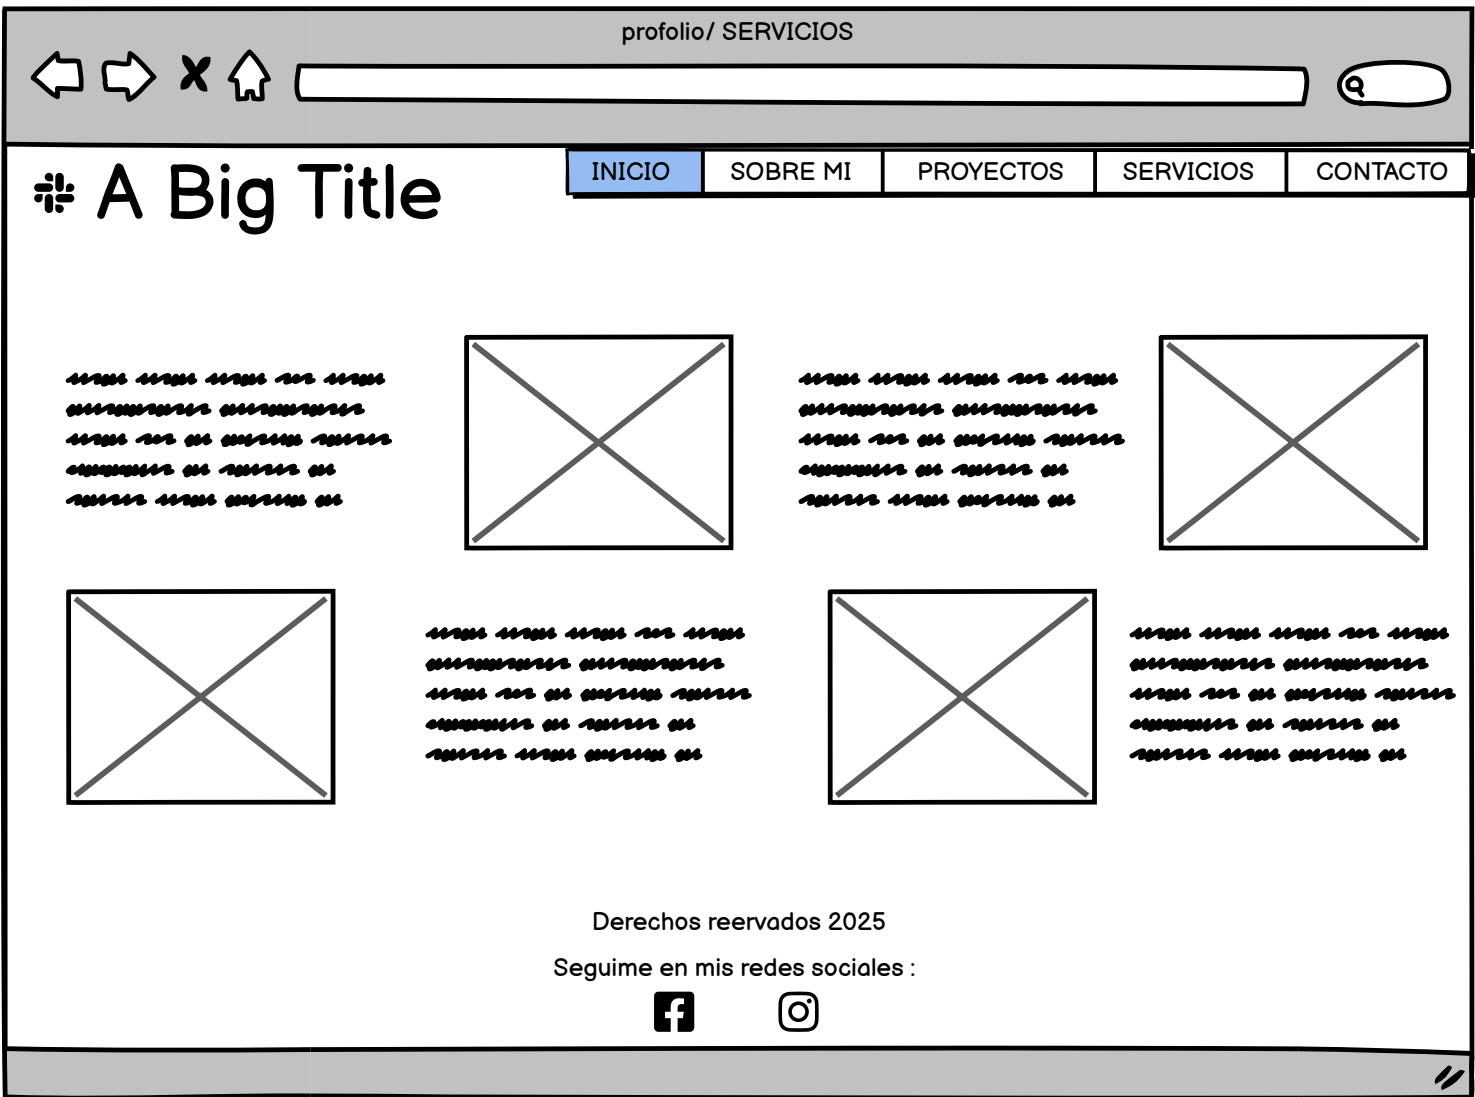 profolio/ SERVICIOS
A Big Title
INICIO SOBRE MI PROYECTOS SERVICIOS CONTACTO
Derechos reervados 2025
Seguime en mis redes sociales :